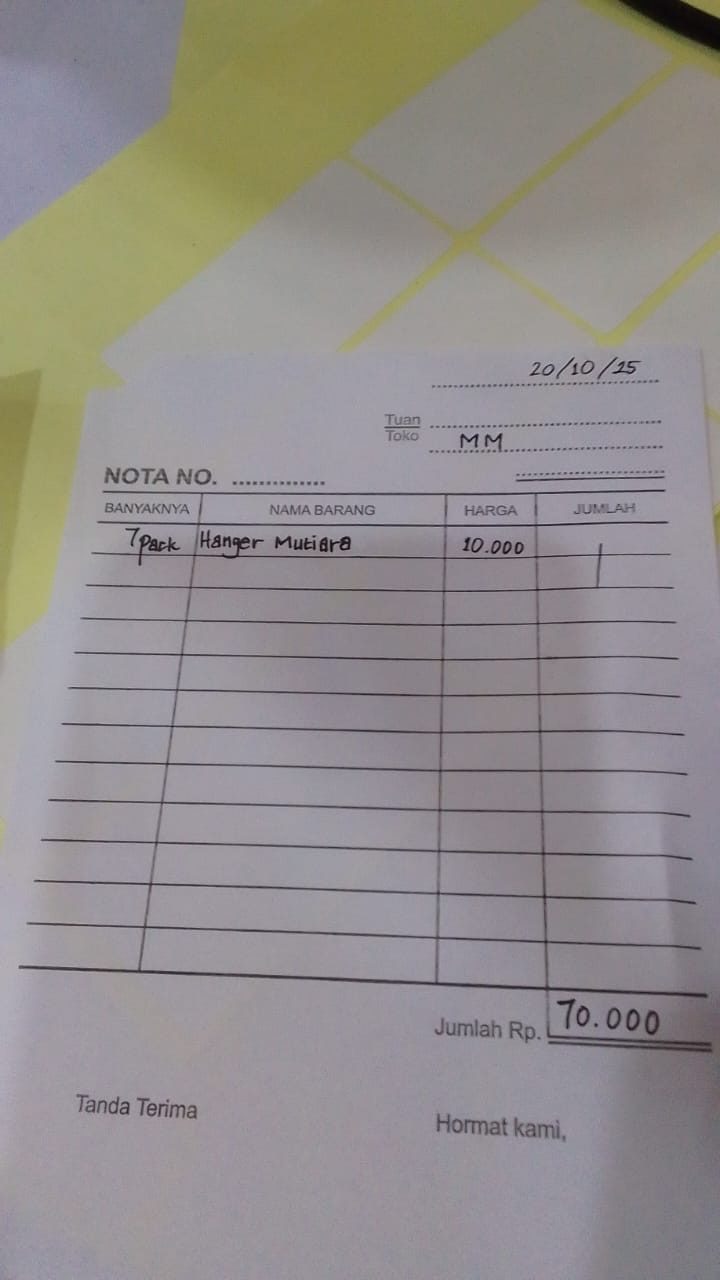 20/10/25
Tuan
Toko MM
NOTA NO. ..............
BANYAKNYA NAMA BARANG HARGA JUMLAH
7 Pack Hanger Mutiara 10.000
Jumlah Rp. 70.000
Tanda Terima Hormat kami,